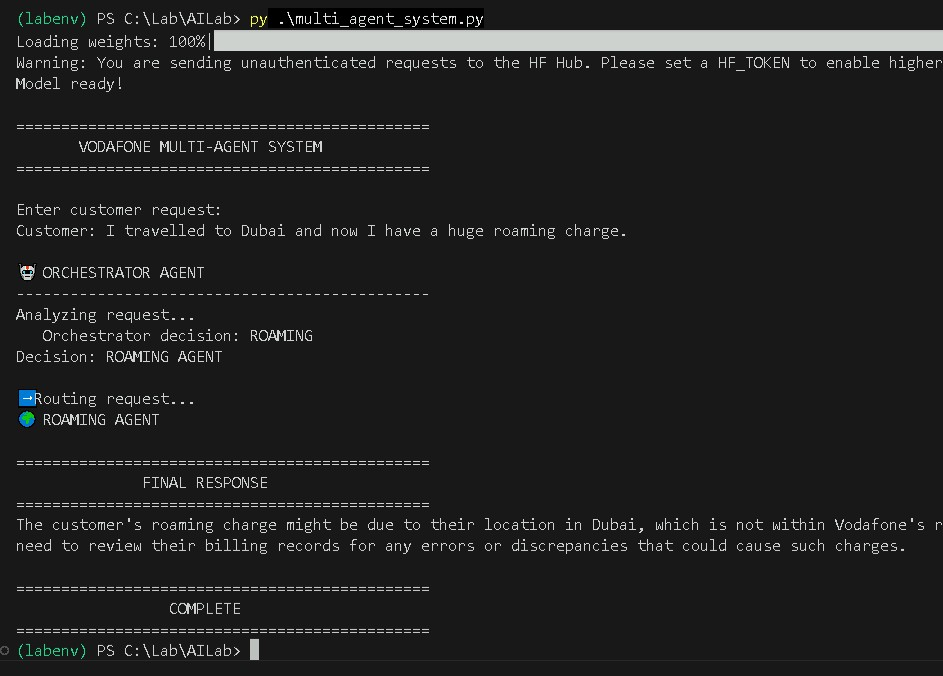 (labenv) PS C:\Lab\AILab> py .\multi_agent_system.py
Loading weights: 100%|
Warning: You are sending unauthenticated requests to the HF Hub. Please set a HF_TOKEN to enable higher
Model ready!
==============================================
VODAFONE MULTI-AGENT SYSTEM
==============================================
Enter customer request:
Customer: I travelled to Dubai and now I have a huge roaming charge.
🤖 ORCHESTRATOR AGENT
----------------------------------------------
Analyzing request...
Orchestrator decision: ROAMING
Decision: ROAMING AGENT
➡Routing request...
🌍 ROAMING AGENT
==============================================
FINAL RESPONSE
==============================================
The customer's roaming charge might be due to their location in Dubai, which is not within Vodafone's r
need to review their billing records for any errors or discrepancies that could cause such charges.
==============================================
COMPLETE
==============================================
(labenv) PS C:\Lab\AILab>